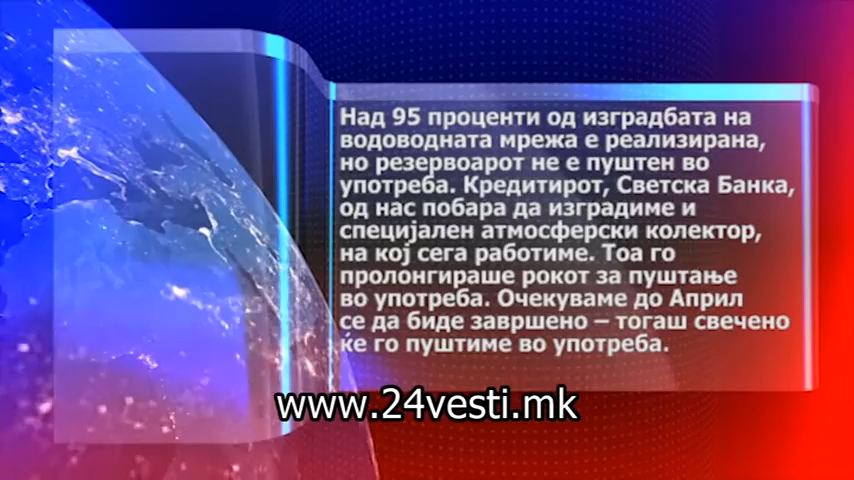 Над 95 проценти од изградбата на
водоводната мрежа е реализирана,
но резервоарот не е пуштен во
употреба. Кредитирот, Светска Банка,
од нас побара да изградиме и
специјален атмосферски колектор,
на кој сега работиме. Тоа го
пролонгираше рокот за пуштање
во употреба. Очекуваме до Април
се да биде завршено – тогаш свечено
ќе го пуштиме во употреба.
www.24vesti.mk